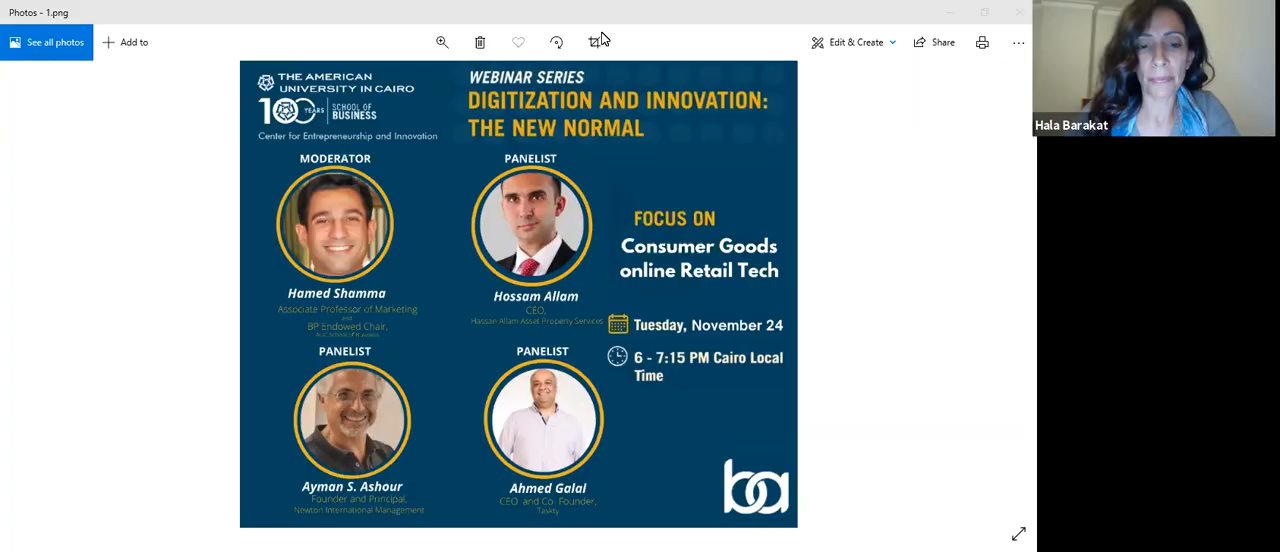 Photos - 1.png
See all photos
Add to
Edit & Create
Share
Hala Barakat
THE AMERICAN
UNIVERSITY IN CAIRO
100 YEARS
SCHOOL OF
BUSINESS
Center for Entrepreneurship and Innovation
WEBINAR SERIES
DIGITIZATION AND INNOVATION:
THE NEW NORMAL
MODERATOR
Hamed Shamma
Associate Professor of Marketing
and
BP Endowed Chair,
PANELIST
Hossam Allam
CEO,
Hassan Allam Asset Property Services
FOCUS ON
Consumer Goods
online Retail Tech
Tuesday, November 24
6 - 7:15 PM Cairo Local
Time
PANELIST
Ayman S. Ashour
Founder and Principal,
Newton International Management
PANELIST
Ahmed Galal
CEO and Co- Founder,
Taskty
ba